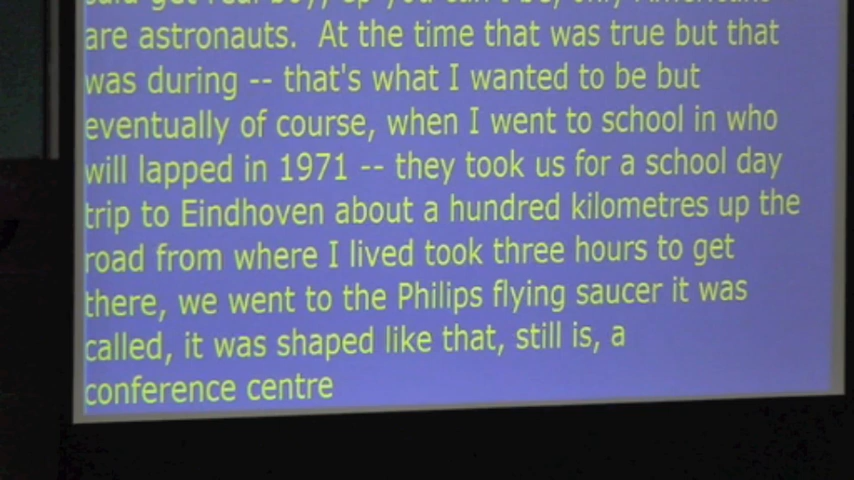 are astronauts.  At the time that was true but that
was during -- that's what I wanted to be but
eventually of course, when I went to school in who
will lapped in 1971 -- they took us for a school day
trip to Eindhoven about a hundred kilometres up the
road from where I lived took three hours to get
there, we went to the Philips flying saucer it was
called, it was shaped like that, still is, a
conference centre